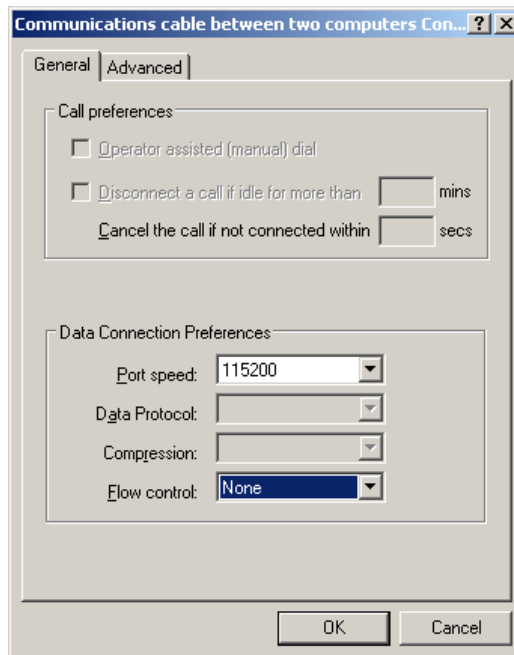 Communications cable between two computers Con...
General Advanced
Call preferences
Operator assisted (manual) dial
Disconnect a call if idle for more than mins
Cancel the call if not connected within secs
Data Connection Preferences
Port speed: 115200
Data Protocol:
Compression:
Flow control: None
OK Cancel